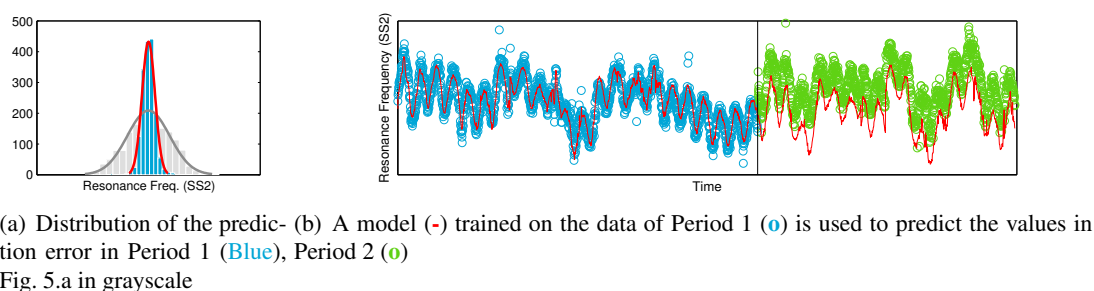 500
400
300
200
100
0
Resonance Freq. (SS2)
Resonance Frequency (SS2)
Time
(a) Distribution of the predic-
tion error in Period 1 (Blue),
Fig. 5.a in grayscale
(b) A model (-) trained on the data of Period 1 (o) is used to predict the values in
Period 2 (o)